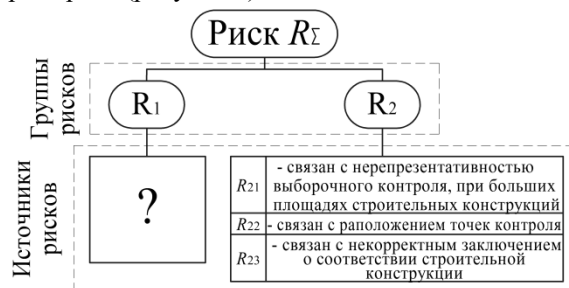 Риск RΣ
Группы
рисков
R1
R2
Источники
рисков
?
R21
- связан с нерепрезентативностью
выборочного контроля, при больших
площадях строительных конструкций
R22
- связан с раположением точек контроля
R23
- связан с некорректным заключением
о соответствии строительной
конструкции